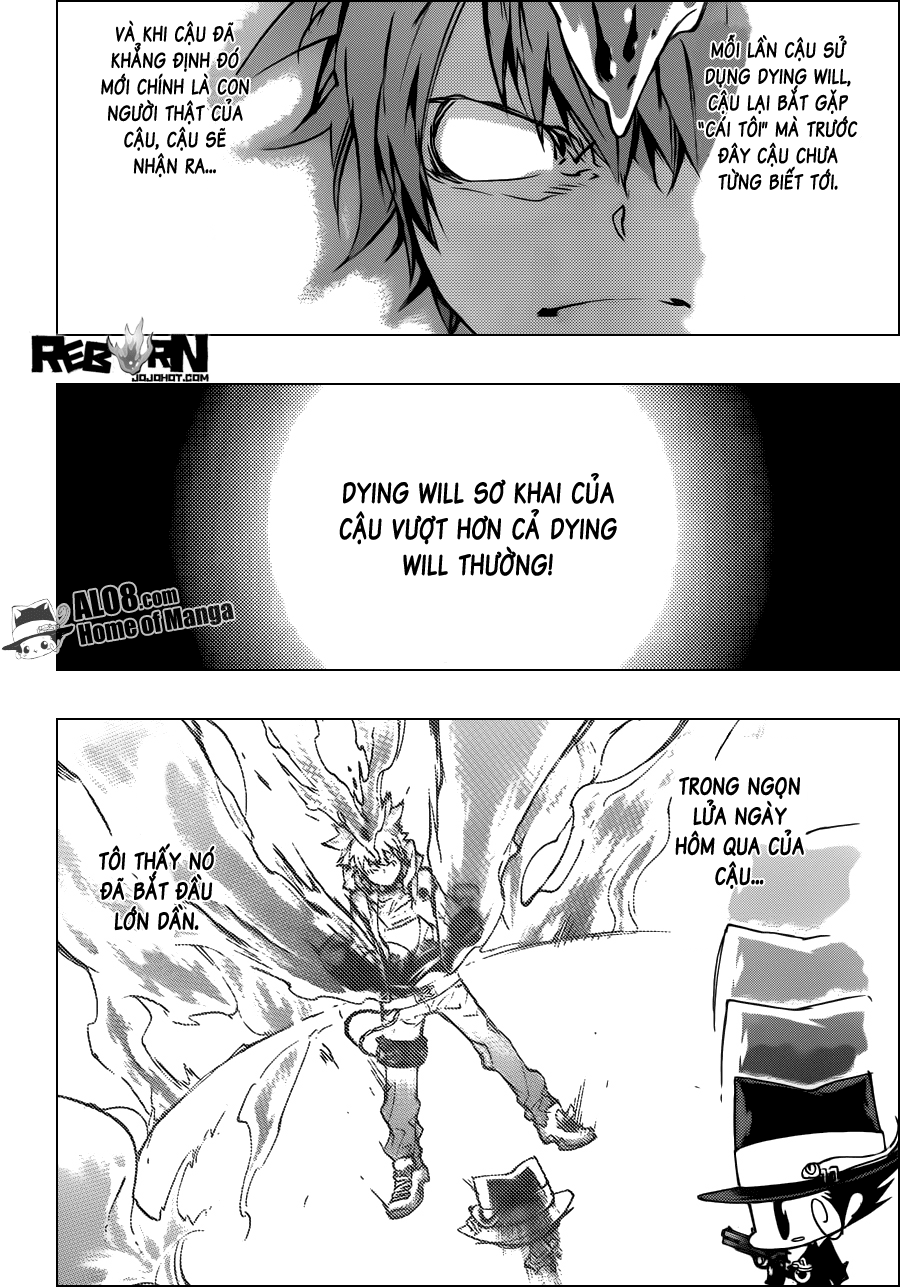 MỖI LẦN CẬU SỬ
DỤNG DYING WILL,
CẬU LẠI BẮT GẶP
"CÁI TÔI" MÀ TRƯỚC
ĐÂY CẬU CHƯA
TỪNG BIẾT TỚI.
VÀ KHI CẬU ĐÃ
KHẲNG ĐỊNH ĐÓ
MỚI CHÍNH LÀ CON
NGƯỜI THẬT CỦA
CẬU, CẬU SẼ
NHẬN RA...
REBORN
JOJOHOT.COM
DYING WILL SƠ KHAI CỦA
CẬU VƯỢT HƠN CẢ DYING
WILL THƯỜNG!
AL08.com
Home of Manga
TRONG NGỌN
LỬA NGÀY
HÔM QUA CỦA
CẬU...
TÔI THẤY NÓ
ĐÃ BẮT ĐẦU
LỚN DẦN.